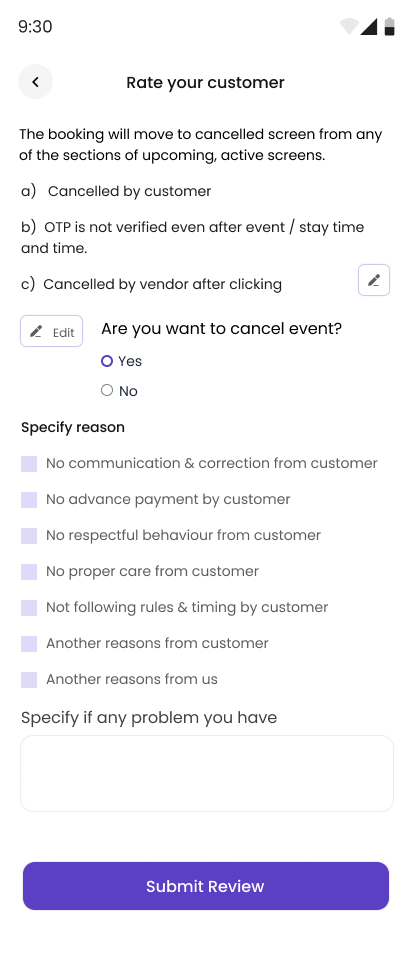 9:30
Rate your customer
The booking will move to cancelled screen from any
of the sections of upcoming, active screens.
a) Cancelled by customer
b) OTP is not verified even after event / stay time
and time.
c) Cancelled by vendor after clicking
Edit
Are you want to cancel event?
Yes
No
Specify reason
No communication & correction from customer
No advance payment by customer
No respectful behaviour from customer
No proper care from customer
Not following rules & timing by customer
Another reasons from customer
Another reasons from us
Specify if any problem you have
Submit Review